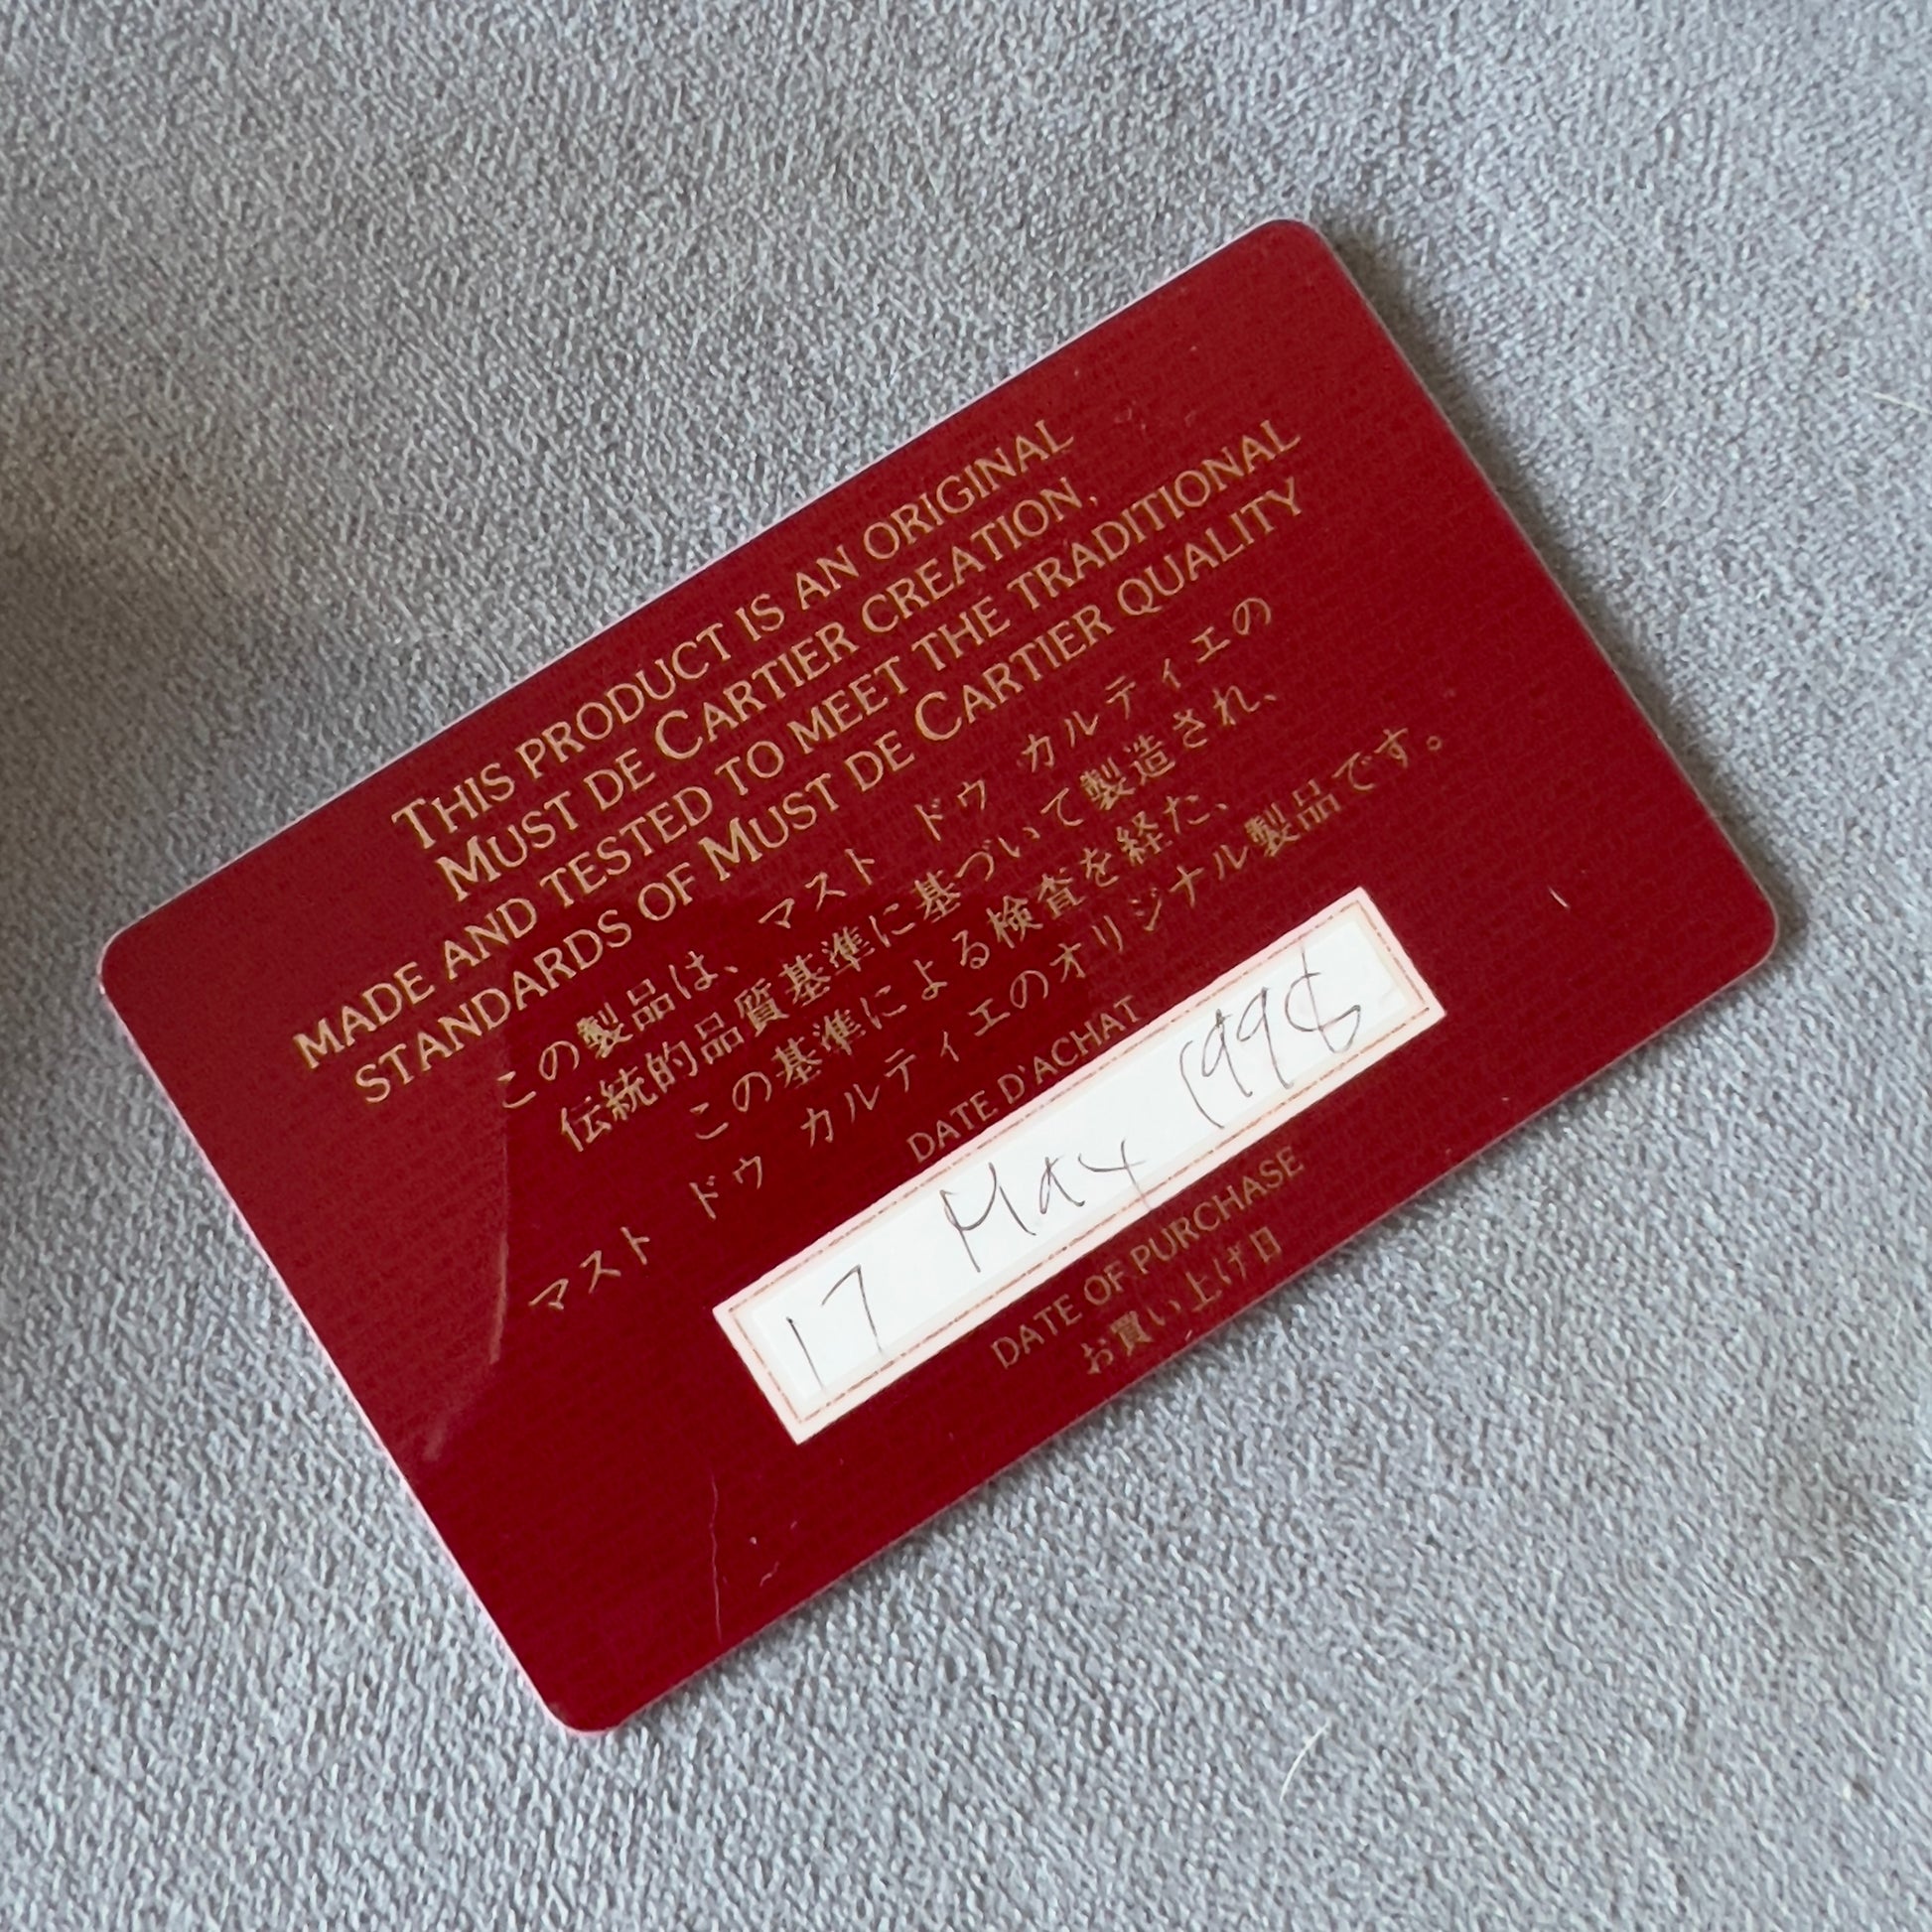 THIS PRODUCT IS AN ORIGINAL
MUST DE CARTIER CREATION,
MADE AND TESTED TO MEET THE TRADITIONAL
STANDARDS OF MUST DE CARTIER QUALITY
この製品は、マスト ドゥ カルティエの
伝統的品質基準に基づいて製造され、
この基準による検査を経た、
マスト ドゥ カルティエのオリジナル製品です。
DATE D'ACHAT
17 May
DATE OF PURCHASE
お買い上げ日